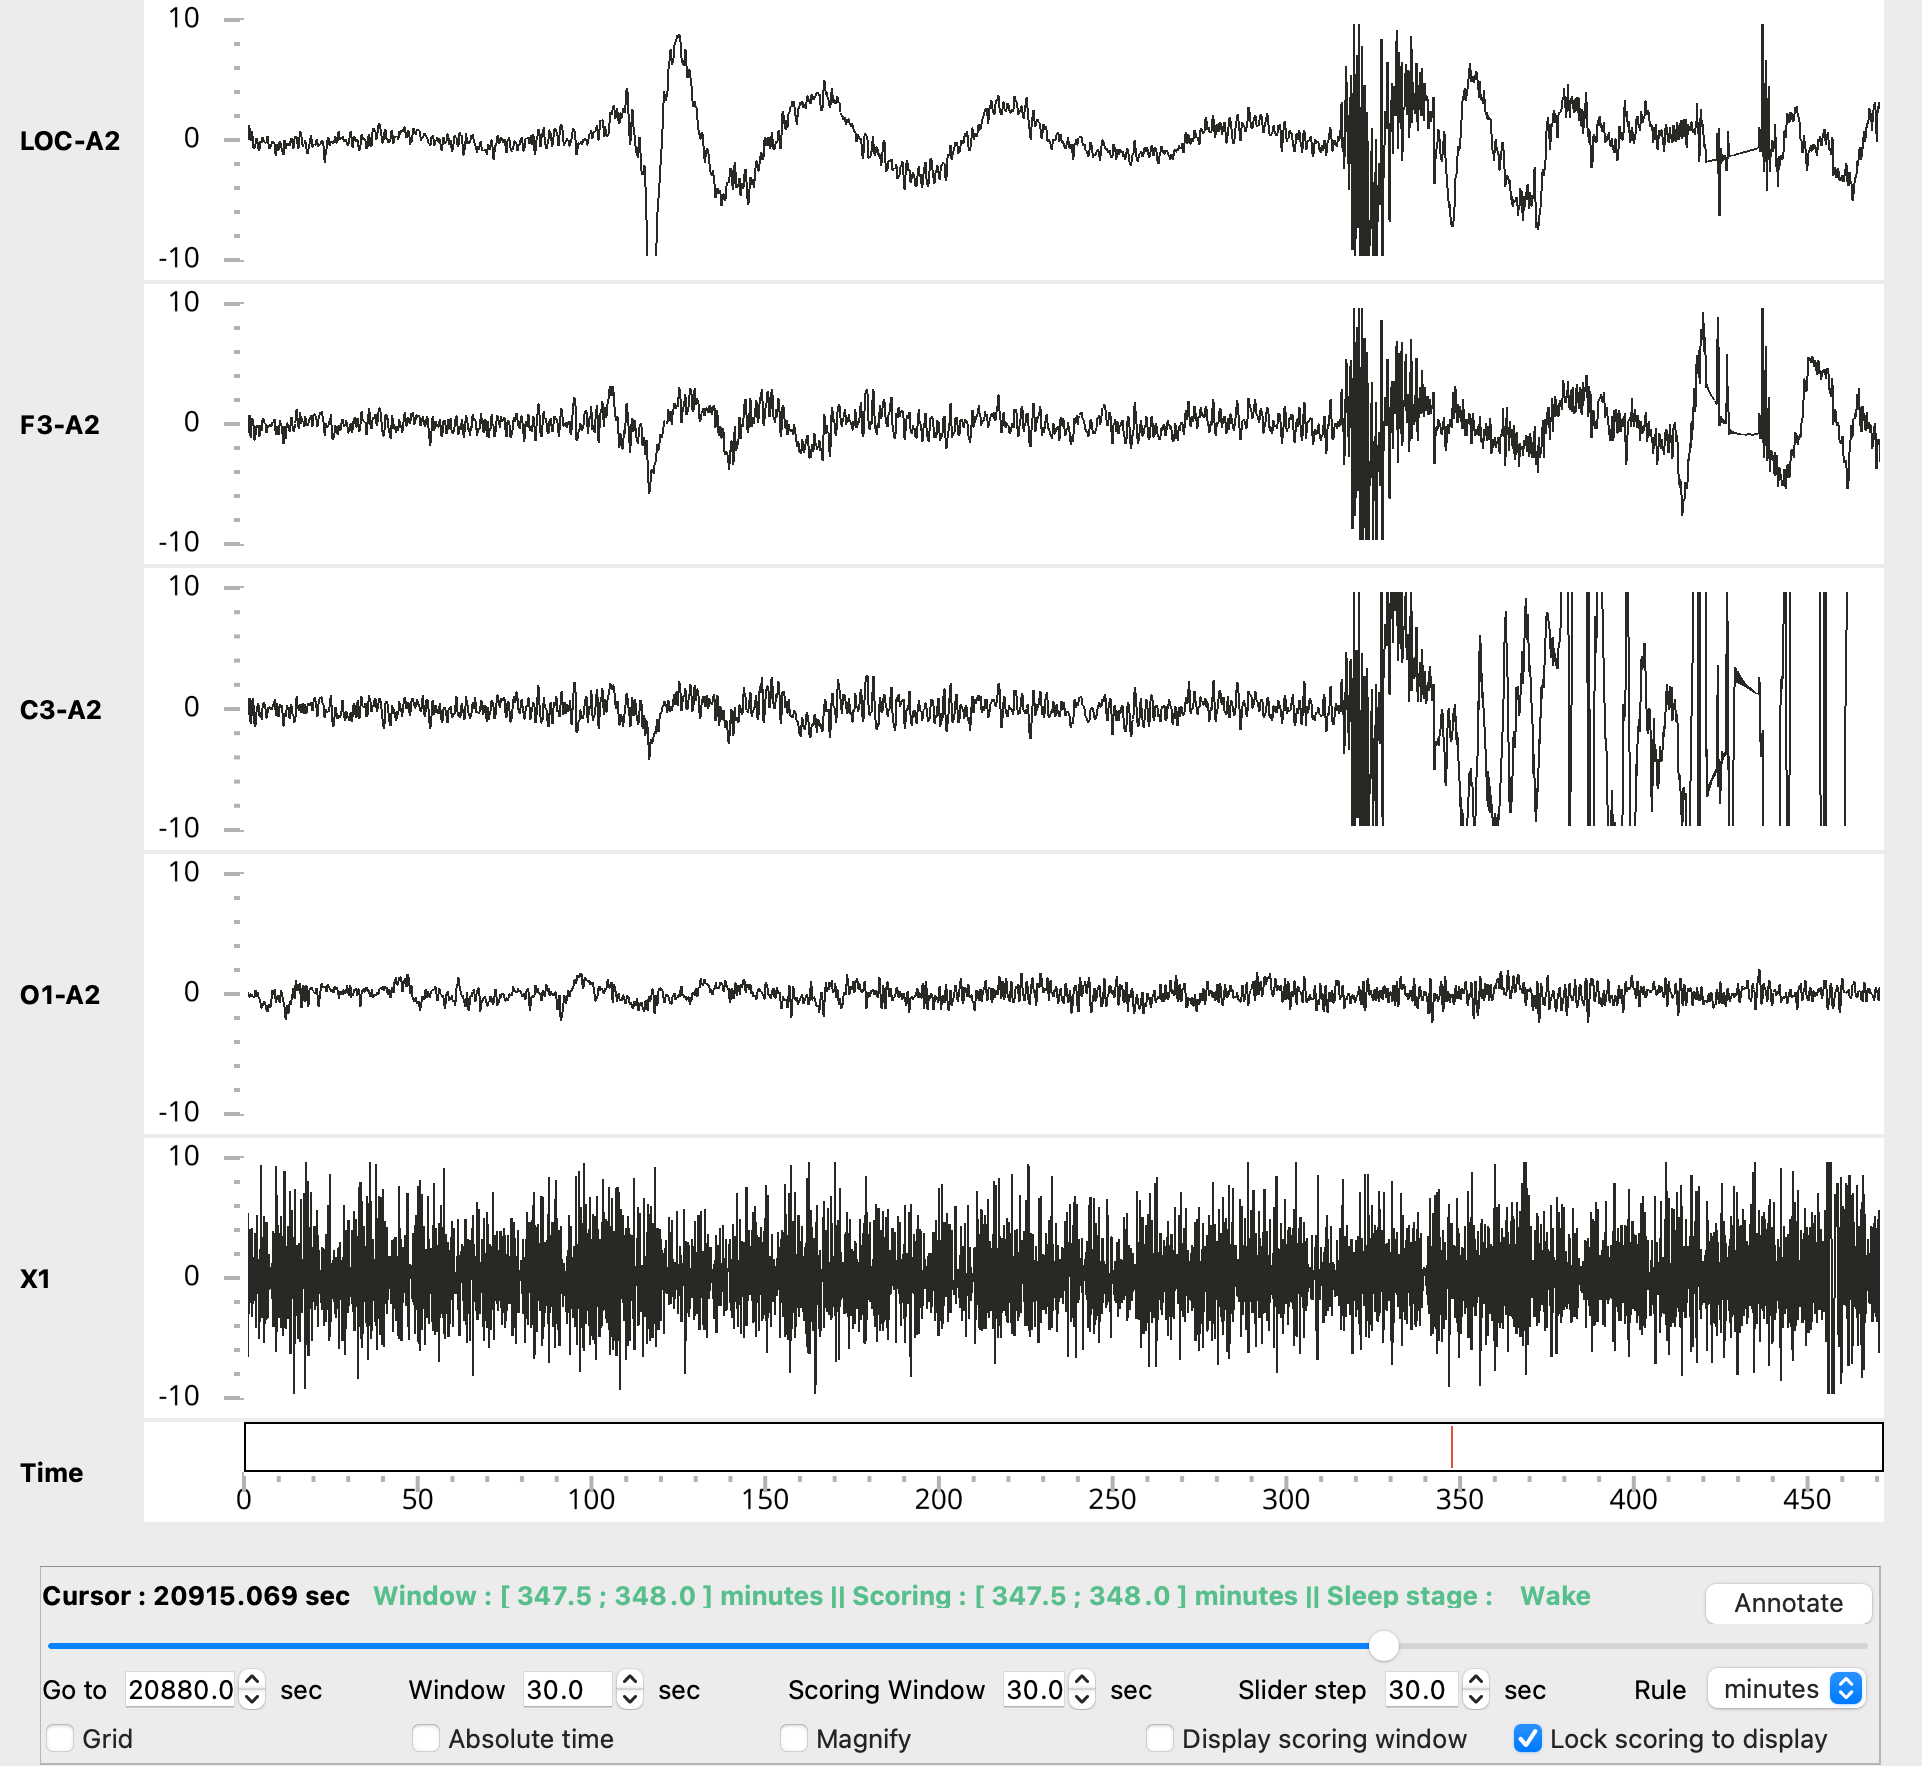 10
LOC-A2
0
-10
10
F3-A2
0
-10
10
C3-A2
0
-10
10
O1-A2
0
-10
10
X1
0
-10
Time
0 50 100 150 200 250 300 350 400 450
Cursor : 20915.069 sec Window : [ 347.5 ; 348.0 ] minutes || Scoring : [ 347.5 ; 348.0 ] minutes || Sleep stage : Wake Annotate
Go to 20880.0 sec Window 30.0 sec Scoring Window 30.0 sec Slider step 30.0 sec Rule minutes
Grid Absolute time Magnify Display scoring window Lock scoring to display